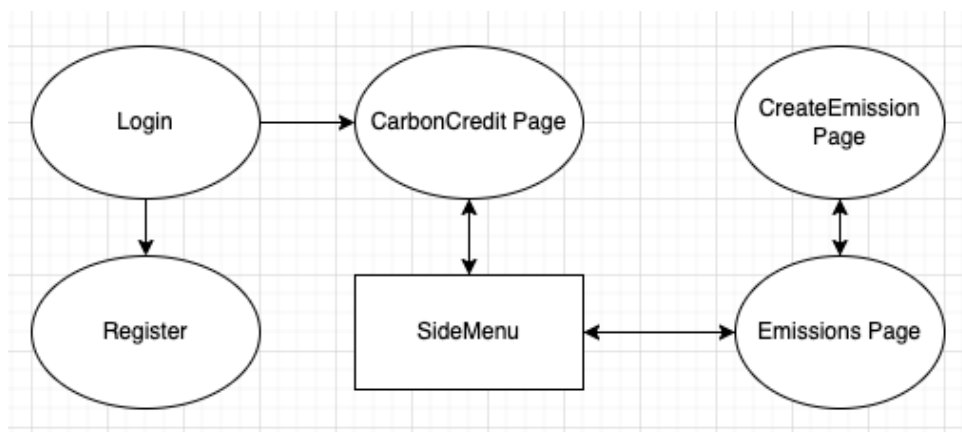 Login
CarbonCredit Page
CreateEmission
Page
Register
SideMenu
Emissions Page